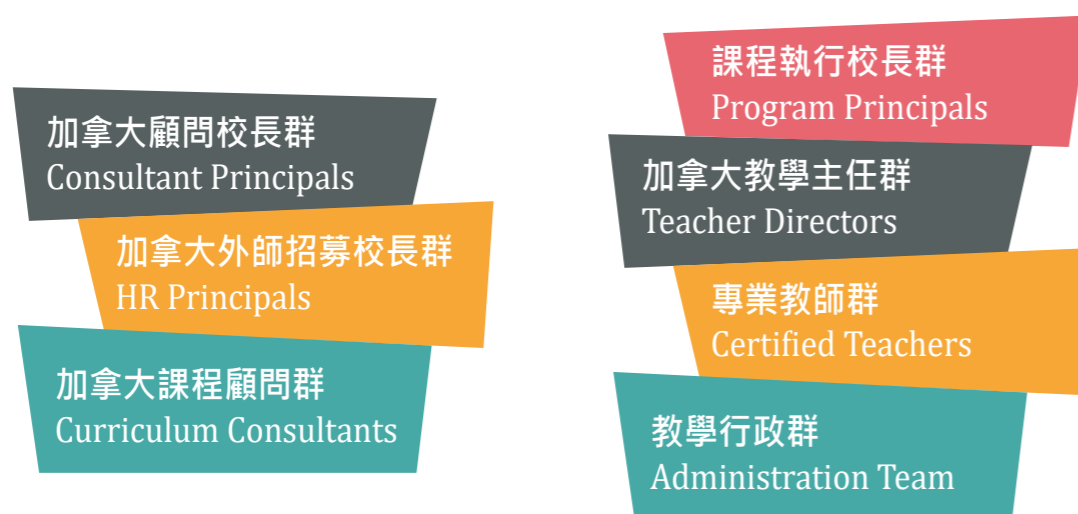 加拿大顧問校長群
Consultant Principals
加拿大外師招募校長群
HR Principals
加拿大課程顧問群
Curriculum Consultants
課程執行校長群
Program Principals
加拿大教學主任群
Teacher Directors
專業教師群
Certified Teachers
教學行政群
Administration Team